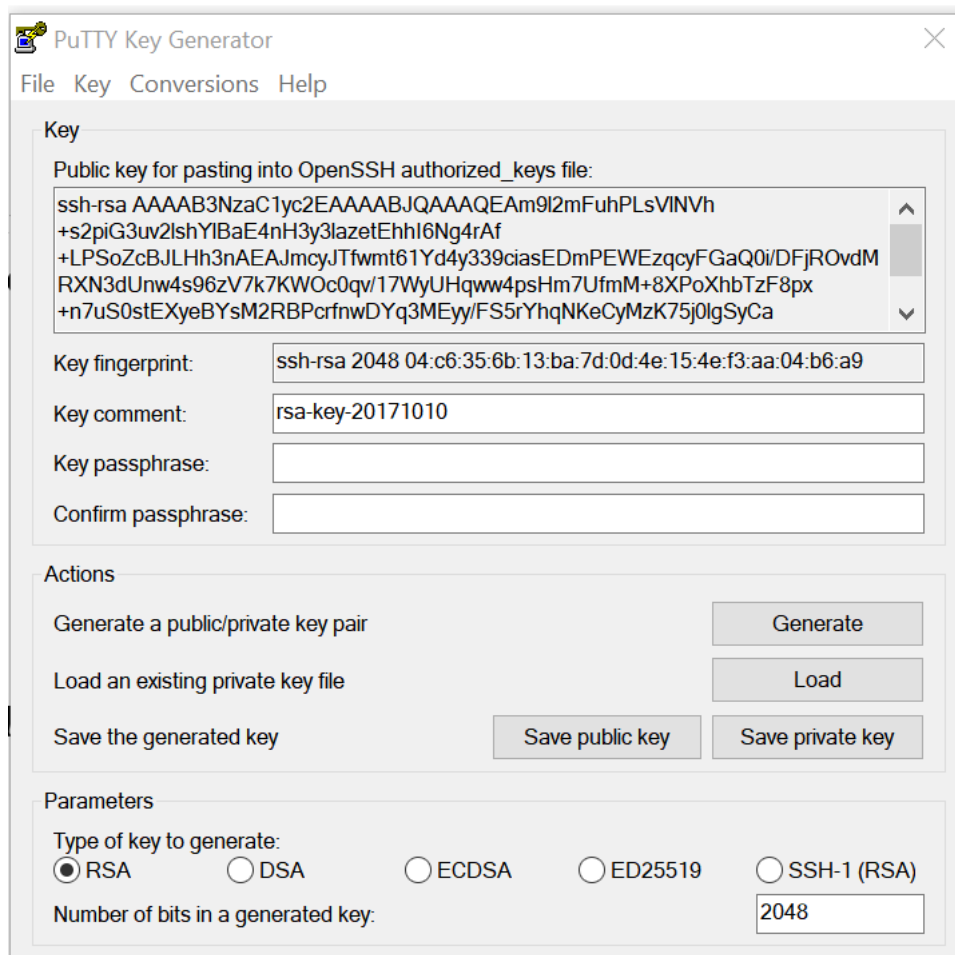 PuTTY Key Generator
File Key Conversions Help
Key
Public key for pasting into OpenSSH authorized_keys file:
ssh-rsa AAAAB3NzaC1yc2EAAAABJQAAAQEAm9l2mFuhPLsVlNVh
+s2piG3uv2lshYlBaE4nH3y3lazetEhhI6Ng4rAf
+LPSoZcBJLHh3nAEAJmcyJTfwmt61Yd4y339ciasEDmPEWEzqcyFGaQ0i/DFjROvdM
RXN3dUnw4s96zV7k7KWOc0qv/17WyUHqww4psHm7UfmM+8XPoXhbTzF8px
+n7uS0stEXyeBYsM2RBPcrfnwDYq3MEyy/FS5rYhqNKeCyMzK75j0lgSyCa
Key fingerprint: ssh-rsa 2048 04:c6:35:6b:13:ba:7d:0d:4e:15:4e:f3:aa:04:b6:a9
Key comment: rsa-key-20171010
Key passphrase:
Confirm passphrase:
Actions
Generate a public/private key pair Generate
Load an existing private key file Load
Save the generated key Save public key Save private key
Parameters
Type of key to generate:
RSA DSA ECDSA ED25519 SSH-1 (RSA)
Number of bits in a generated key: 2048